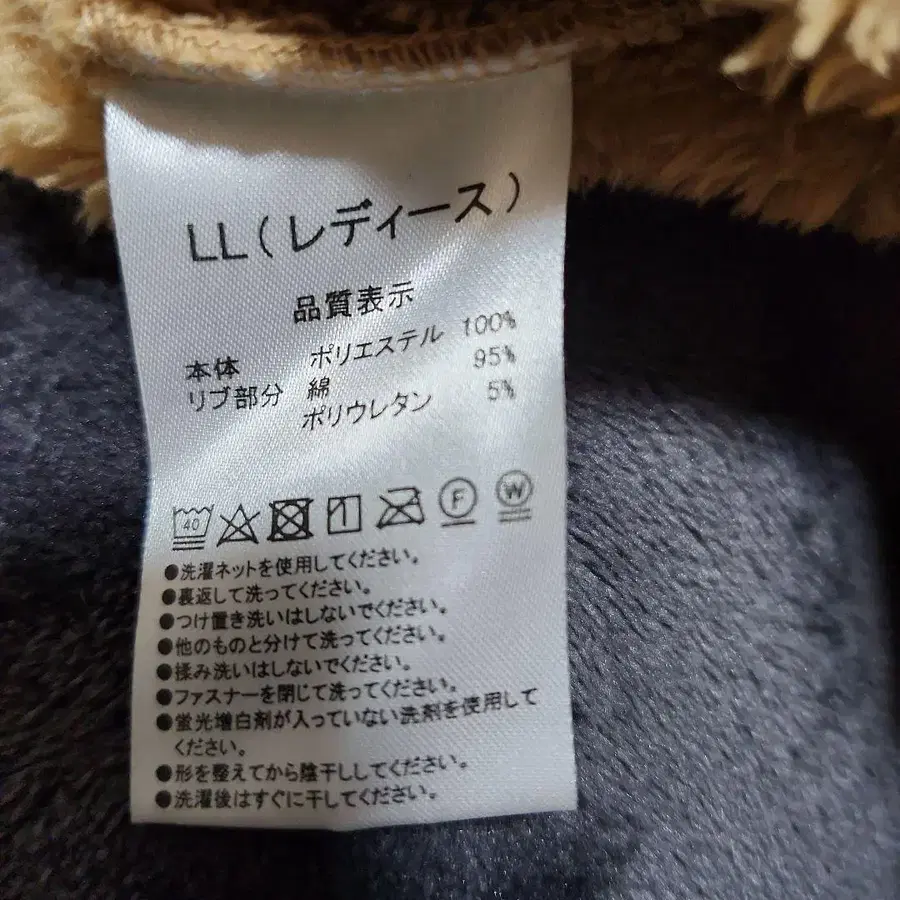 LL(レディース)
品質表示
本体 ポリエステル 100%
リブ部分 綿 95%
ポリウレタン 5%
40 F W
●洗濯ネットを使用してください。
●裏返して洗ってください。
●つけ置き洗いはしないでください。
●他のものと分けて洗ってください。
●揉み洗いはしないでください。
●ファスナーを閉じて洗ってください。
●蛍光増白剤が入っていない洗剤を使用して
ください。
●形を整えてから陰干ししてください。
●洗濯後はすぐに干してください。